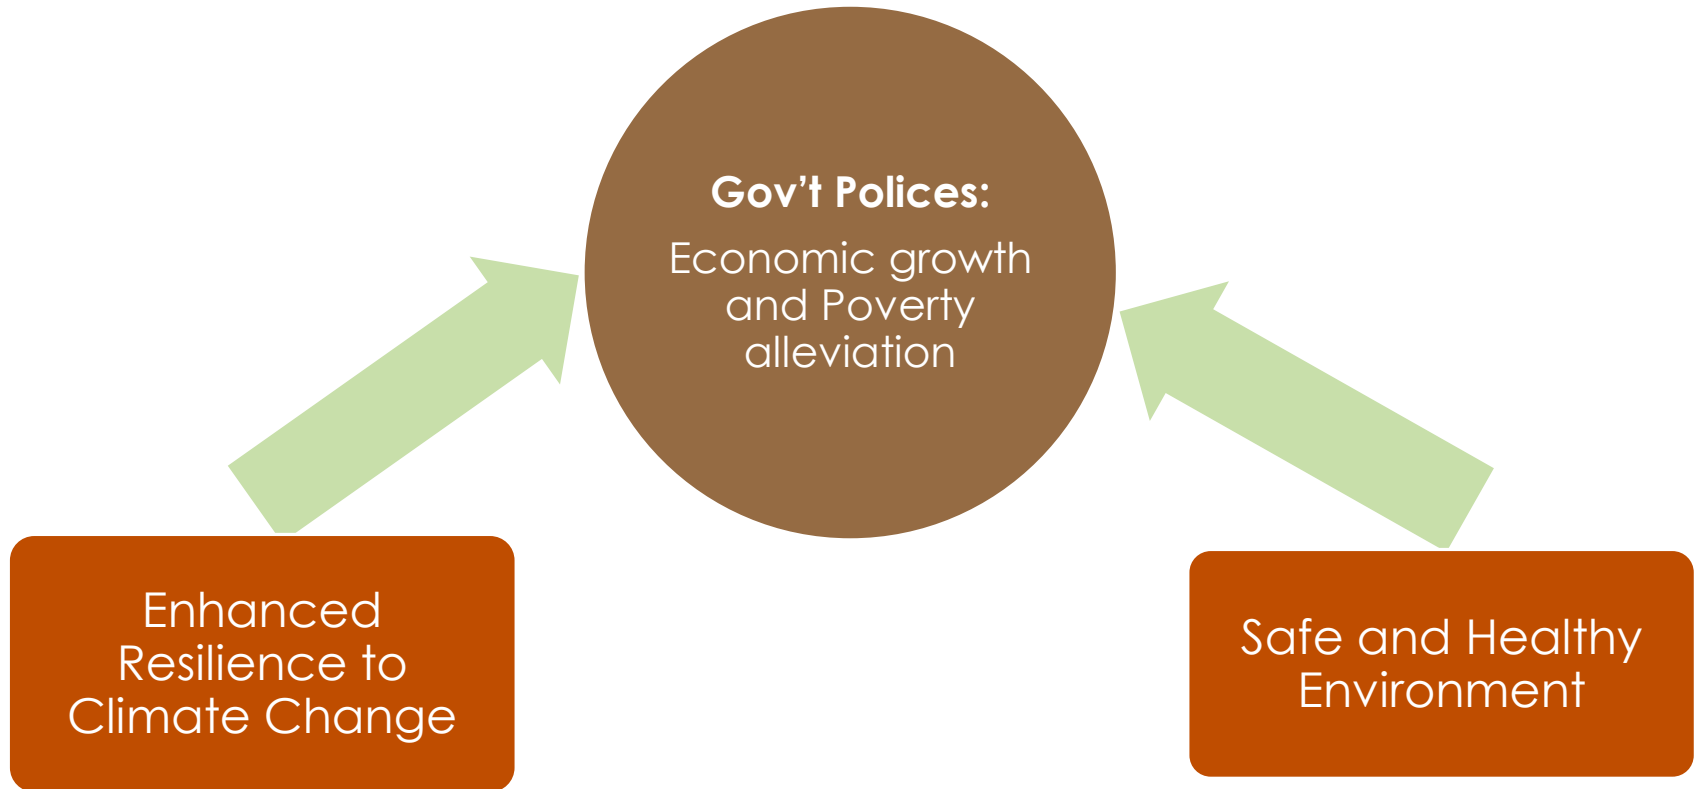 Gov’t Polices:
Economic growth
and Poverty
alleviation
Enhanced
Resilience to
Climate Change
Safe and Healthy
Environment